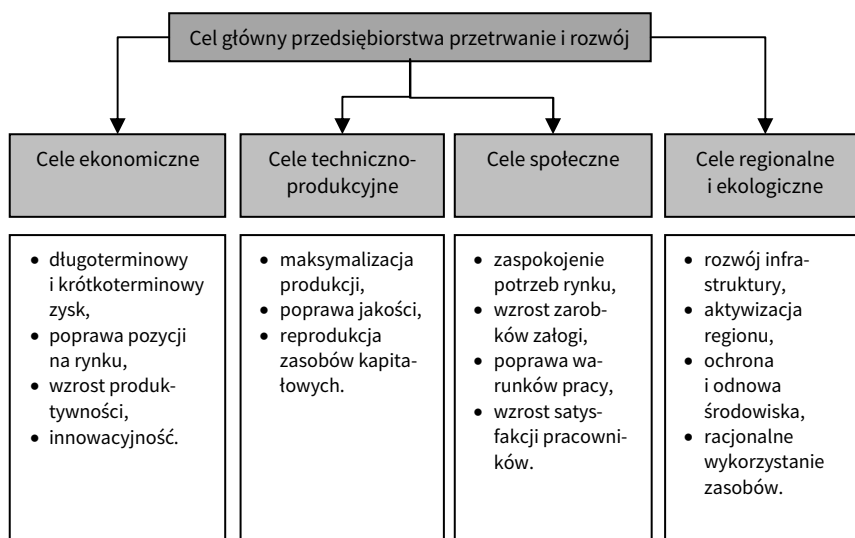 Cel główny przedsiębiorstwa przetrwanie i rozwój
Cele ekonomiczne
Cele techniczno-
produkcyjne
Cele społeczne
Cele regionalne
i ekologiczne
• długoterminowy
i krótkoterminowy
zysk,
• poprawa pozycji
na rynku,
• wzrost produk-
tywności,
• innowacyjność.
• maksymalizacja
produkcji,
• poprawa jakości,
• reprodukcja
zasobów kapita-
łowych.
• zaspokojenie
potrzeb rynku,
• wzrost zarob-
ków załogi,
• poprawa wa-
runków pracy,
• wzrost satys-
fakcji pracowni-
ków.
• rozwój infra-
struktury,
• aktywizacja
regionu,
• ochrona
i odnowa
środowiska,
• racjonalne
wykorzystanie
zasobów.